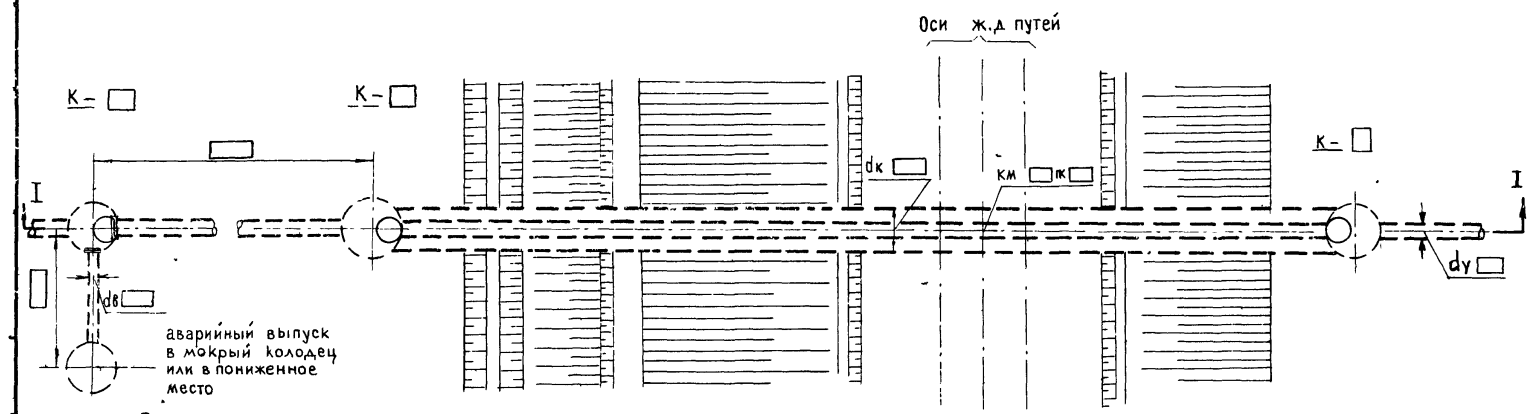 Оси ж.д путей
К-
К-
К-
dк
км пк
I
I
dв
dу
аварийный выпуск
в мокрый колодец
или в пониженное
место